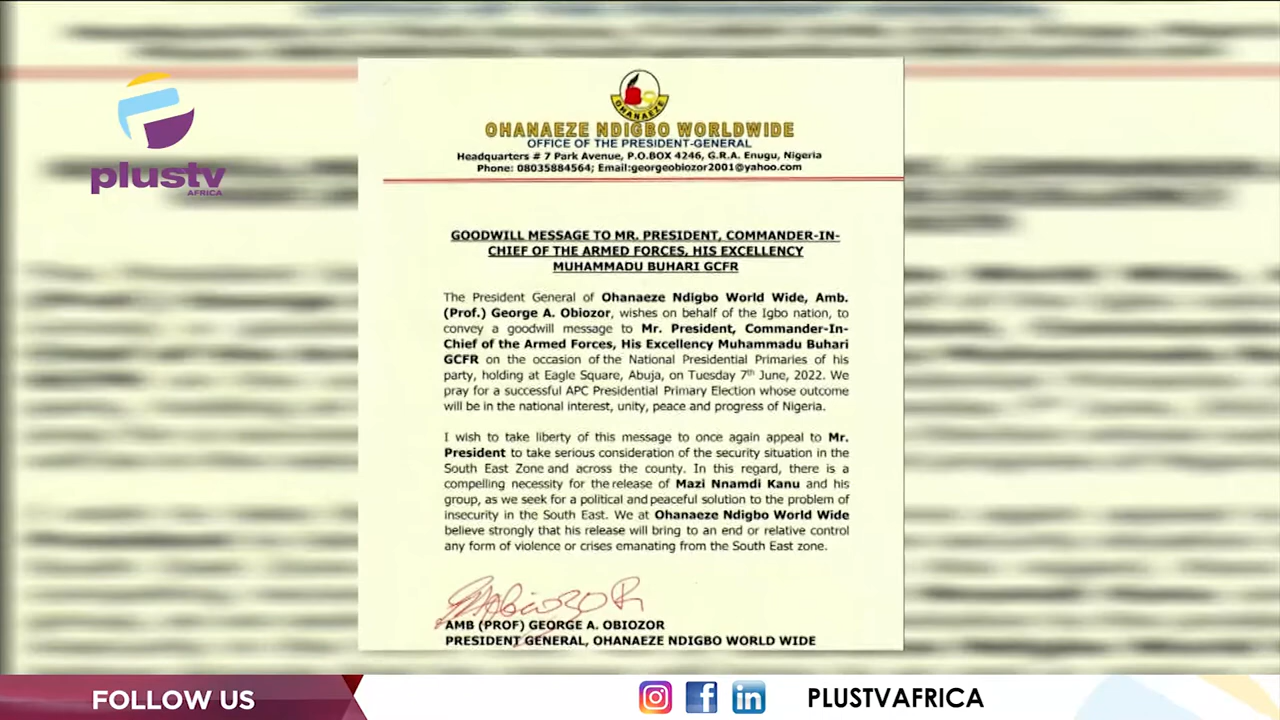 plustv
AFRICA
OHANAEZE
OHANAEZE NDIGBO WORLDWIDE
OFFICE OF THE PRESIDENT-GENERAL
Headquarters # 7 Park Avenue, P.O.BOX 4246, G.R.A. Enugu, Nigeria
Phone: 08035884564; Email:georgeobiozor2001@yahoo.com
GOODWILL MESSAGE TO MR. PRESIDENT, COMMANDER-IN-
CHIEF OF THE ARMED FORCES, HIS EXCELLENCY
MUHAMMADU BUHARI GCFR
The President General of Ohanaeze Ndigbo World Wide, Amb.
(Prof.) George A. Obiozor, wishes on behalf of the Igbo nation, to
convey a goodwill message to Mr. President, Commander-In-
Chief of the Armed Forces, His Excellency Muhammadu Buhari
GCFR on the occasion of the National Presidential Primaries of his
party, holding at Eagle Square, Abuja, on Tuesday 7th June, 2022. We
pray for a successful APC Presidential Primary Election whose outcome
will be in the national interest, unity, peace and progress of Nigeria.
I wish to take liberty of this message to once again appeal to Mr.
President to take serious consideration of the security situation in the
South East Zone and across the county. In this regard, there is a
compelling necessity for the release of Mazi Nnamdi Kanu and his
group, as we seek for a political and peaceful solution to the problem of
insecurity in the South East. We at Ohanaeze Ndigbo World Wide
believe strongly that his release will bring to an end or relative control
any form of violence or crises emanating from the South East zone.
AMB (PROF) GEORGE A. OBIOZOR
PRESIDENT GENERAL, OHANAEZE NDIGBO WORLD WIDE
FOLLOW US
PLUSTVAFRICA